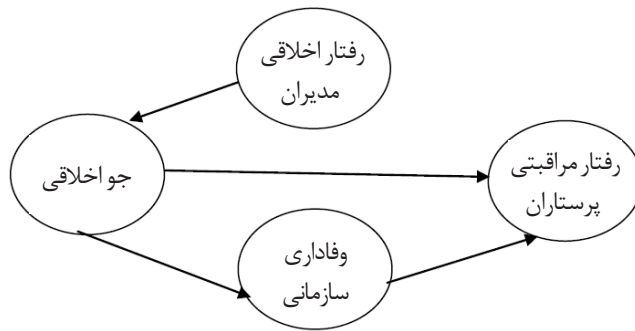 رفتار اخلاقی
مدیران
رفتار مراقبتی
پرستاران
جو اخلاقی
وفاداری
سازمانی